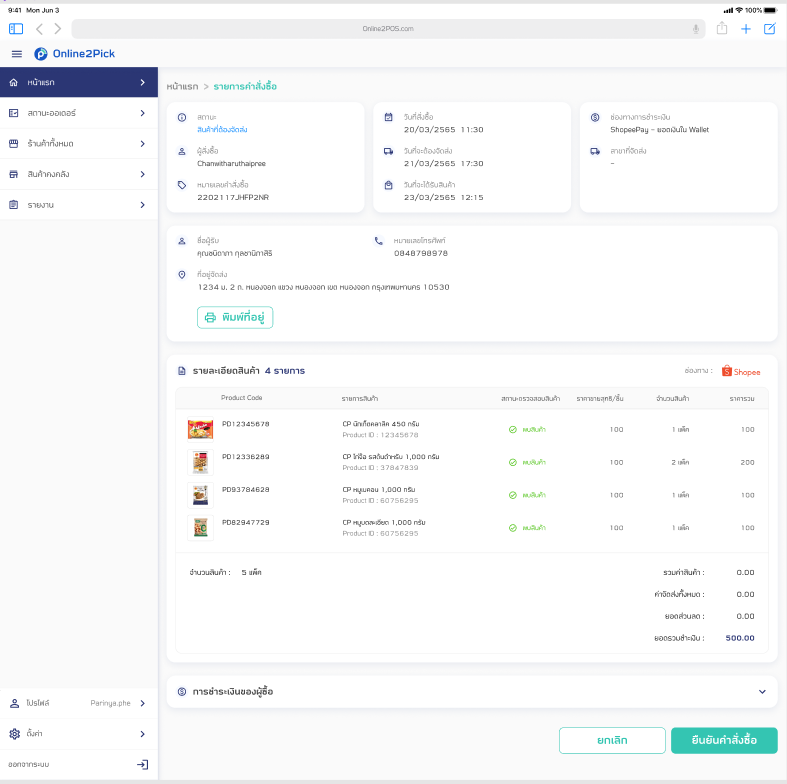 9:41 Mon Jun 3
100%
Online2POS.com
Online2Pick
หน้าแรก
สถานะออเดอร์
ร้านค้าทั้งหมด
สินค้าคงคลัง
รายงาน
หน้าแรก > รายการคำสั่งซื้อ
สถานะ
สินค้าที่ต้องจัดส่ง
ผู้สั่งซื้อ
Chanwitharuthaipree
หมายเลขคำสั่งซื้อ
2202117JHFP2NR
วันที่สั่งซื้อ
20/03/2565 11:30
วันที่จะต้องจัดส่ง
21/03/2565 17:30
วันที่จะได้รับสินค้า
23/03/2565 12:15
ช่องทางการชำระเงิน
ShopeePay - ยอดเงินใน Wallet
สาขาที่จัดส่ง
-
ชื่อผู้รับ
คุณชนิดาภา กุลชานิภาสิริ
หมายเลขโทรศัพท์
0848798978
ที่อยู่จัดส่ง
1234 ม. 2 ถ. หนองจอก แขวง หนองจอก เขต หนองจอก กรุงเทพมหานคร 10530
พิมพ์ที่อยู่
รายละเอียดสินค้า 4 รายการ
ช่องทาง : Shopee
Product Code รายการสินค้า สถานะตรวจสอบสินค้า ราคาขายสุทธิ/ชิ้น จำนวนสินค้า ราคารวม
PD12345678 CP นักเก็ตคลาสิค 450 กรัม พบสินค้า 100 1 แพ็ค 100
Product ID : 12345678
PD12336289 CP ไก่จ๊อ รสต้นตำหรับ 1,000 กรัม พบสินค้า 100 2 แพ็ค 200
Product ID : 37847839
PD93784628 CP หมูแผดอง 1,000 กรัม พบสินค้า 100 1 แพ็ค 100
Product ID : 60756295
PD82947729 CP หมูบดละเอียด 1,000 กรัม พบสินค้า 100 1 แพ็ค 100
Product ID : 60756295
จำนวนสินค้า : 5 แพ็ค
รวมค่าสินค้า : 0.00
ค่าจัดส่งทั้งหมด : 0.00
ยอดส่วนลด : 0.00
ยอดรวมชำระเงิน : 500.00
การชำระเงินของผู้ซื้อ
โปรไฟล์ Parinya.phe
ตั้งค่า
ออกจากระบบ
ยกเลิก
ยืนยันคำสั่งซื้อ